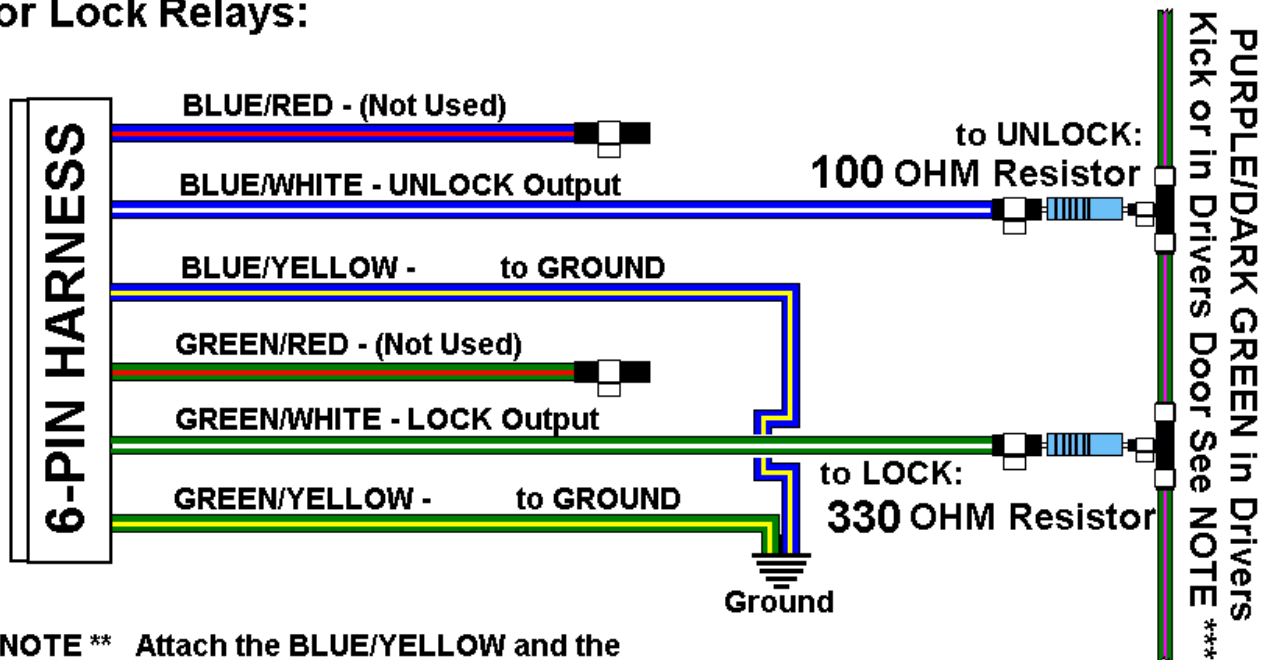 or Lock Relays:
6-PIN HARNESS
BLUE/RED - (Not Used)
BLUE/WHITE - UNLOCK Output
BLUE/YELLOW - to GROUND
GREEN/RED - (Not Used)
GREEN/WHITE - LOCK Output
GREEN/YELLOW - to GROUND
to UNLOCK:
100 OHM Resistor
to LOCK:
330 OHM Resistor
Ground
PURPLE/DARK GREEN in Drivers
Kick or in Drivers Door See NOTE ***
NOTE ** Attach the BLUE/YELLOW and the